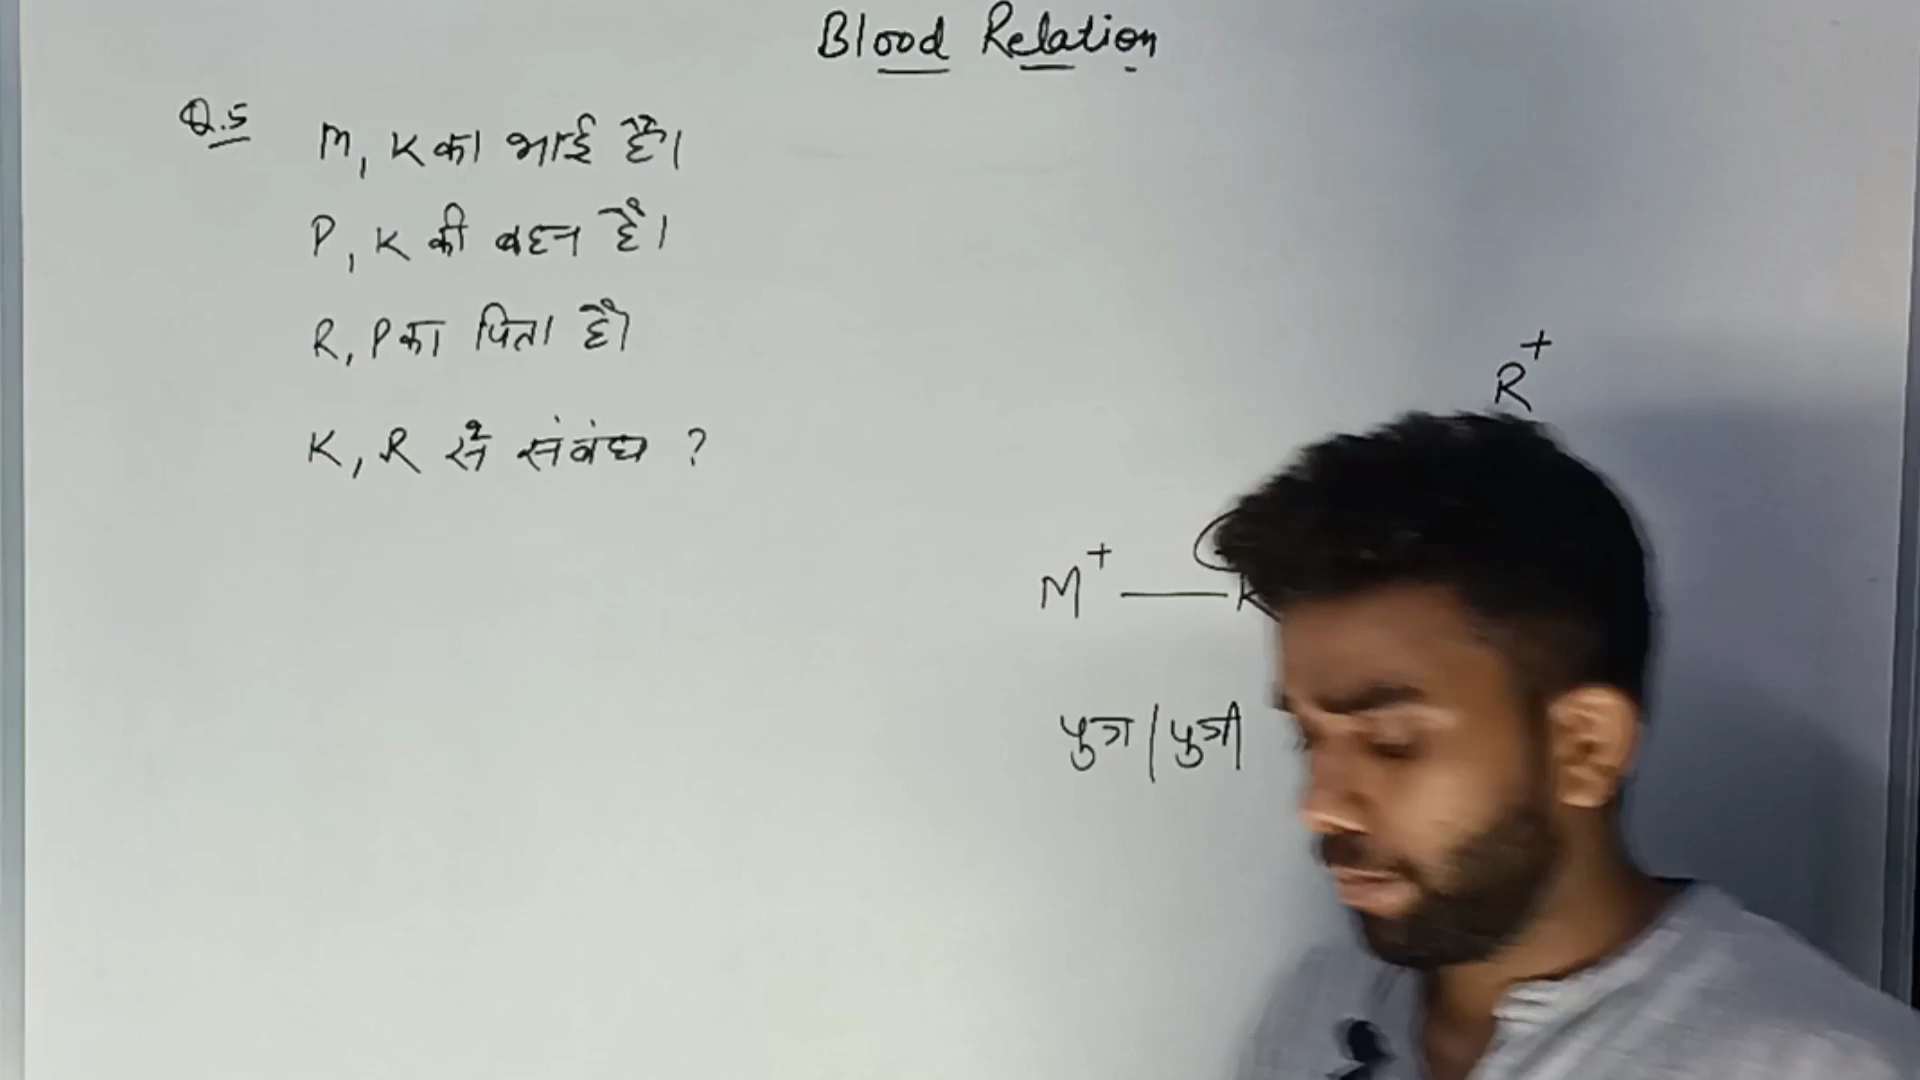 Blood Relation
Q.5 M, K का भाई है।
P, K की बहन है।
R, P का पिता है।
K, R से संबंध ?
R+
M+ — K
पुत्र / पुत्री